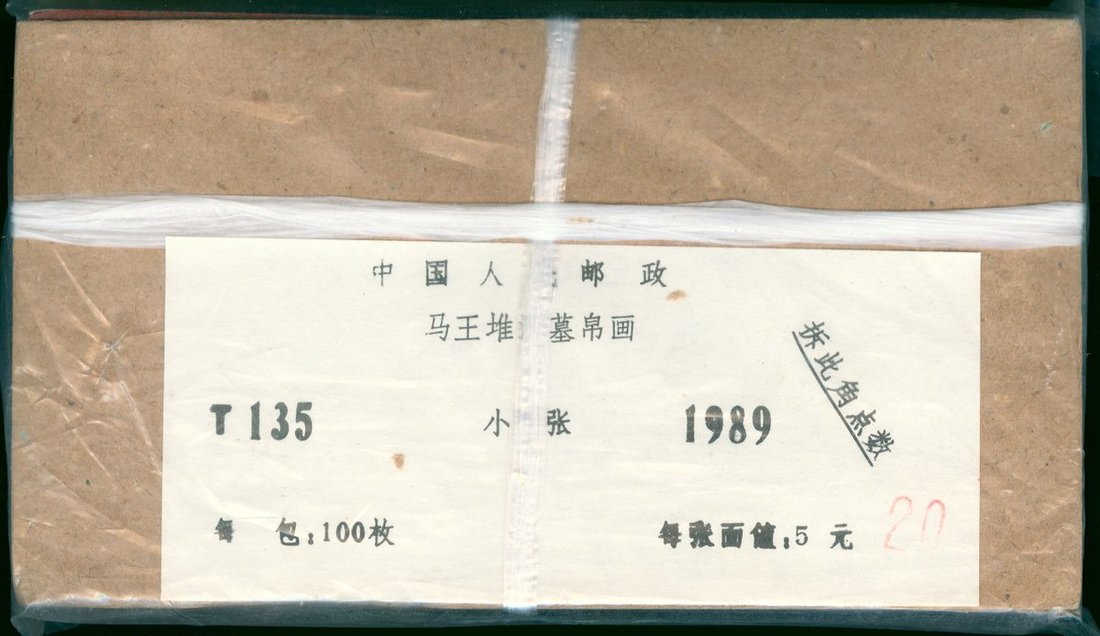 中国人 邮政
马王堆 墓帛画
T135 小 张 1989
拆此角点数
每 包:100枚 每张面值:5 元
20